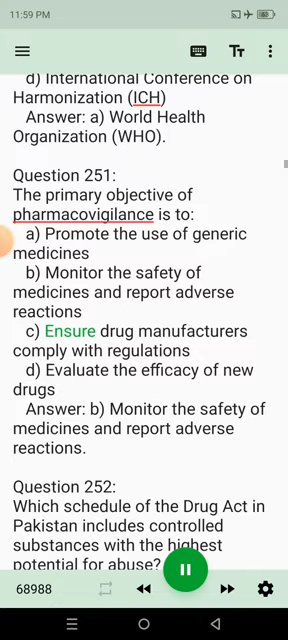 11:59 PM
d) International Conference on
Harmonization (ICH)
Answer: a) World Health
Organization (WHO).
Question 251:
The primary objective of
pharmacovigilance is to:
a) Promote the use of generic
medicines
b) Monitor the safety of
medicines and report adverse
reactions
c) Ensure drug manufacturers
comply with regulations
d) Evaluate the efficacy of new
drugs
Answer: b) Monitor the safety of
medicines and report adverse
reactions.
Question 252:
Which schedule of the Drug Act in
Pakistan includes controlled
substances with the highest
potential for abuse?
68988